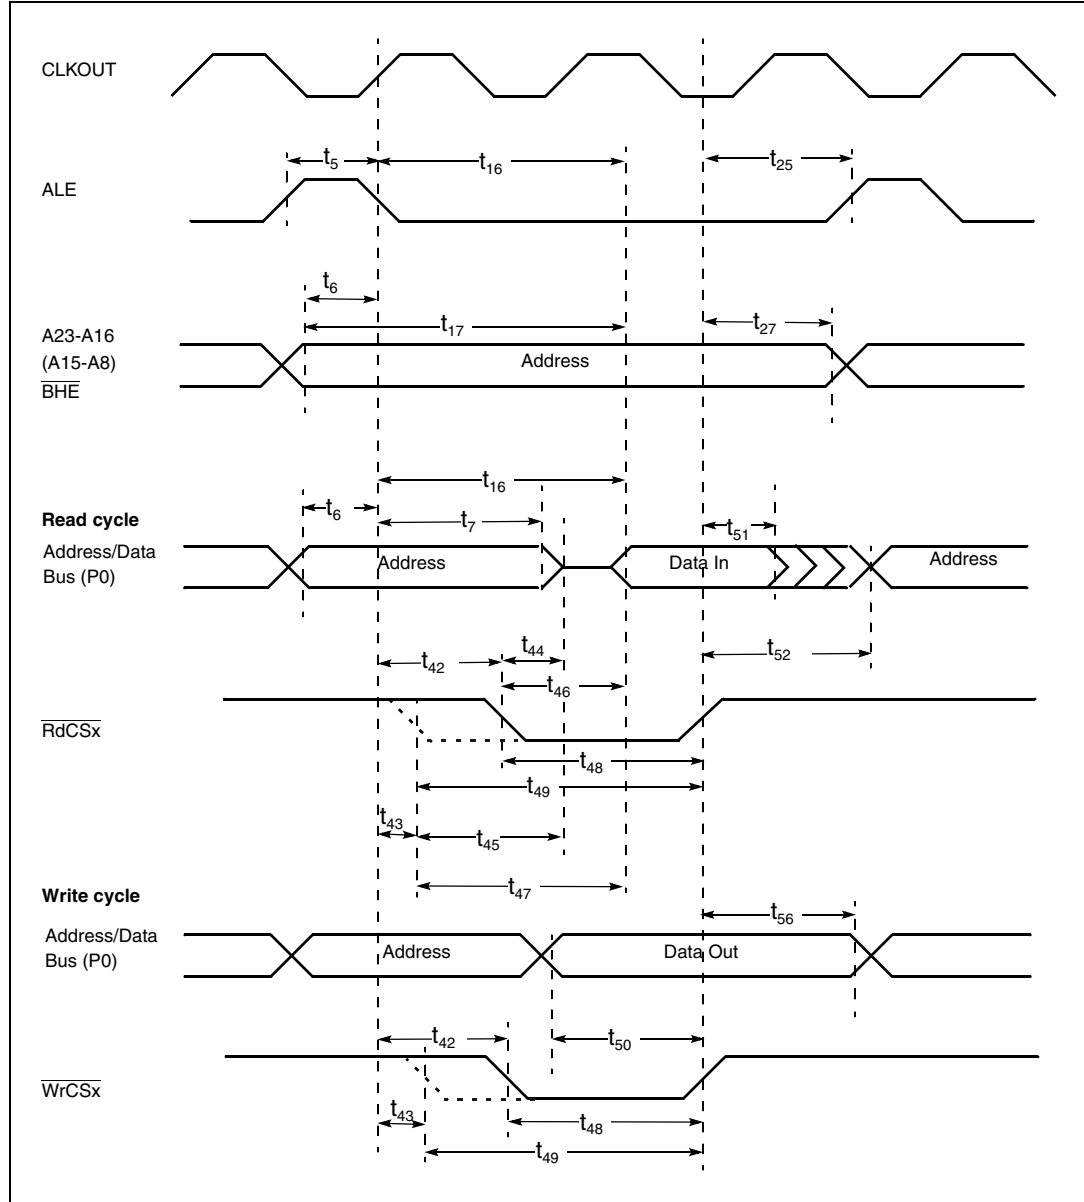 CLKOUT
t5 t16 t25
ALE
t6
A23-A16 t17 t27
(A15-A8) Address
BHE
t16
t6 t7 t51
Read cycle
Address/Data Address Data In Address
Bus (P0)
t44 t52
t42
t46
RdCSx
t48
t49
t43
t45
t47
Write cycle
t56
Address/Data Address Data Out
Bus (P0)
t42 t50
WrCSx
t43 t48
t49